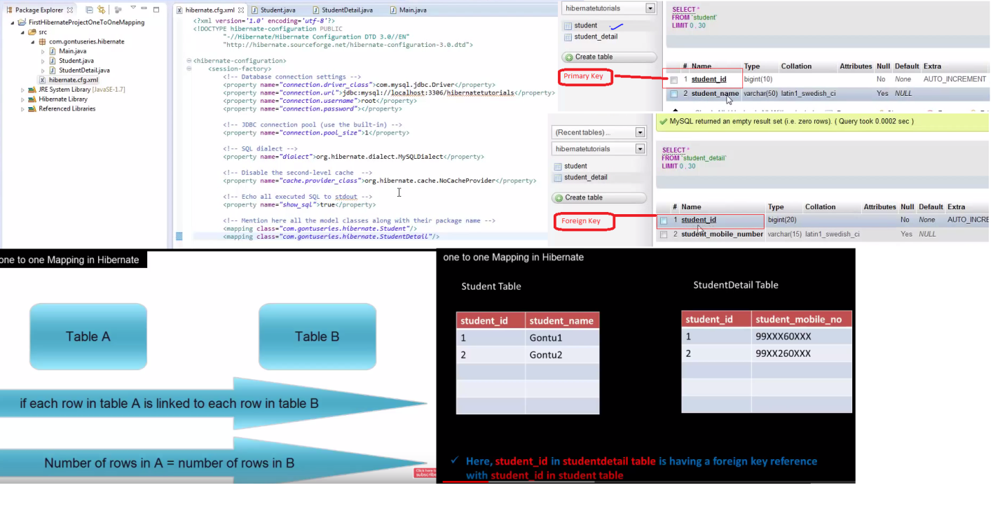 Package Explorer
FirstHibernateProjectOneToOneMapping
src
com.gontuseries.hibernate
Main.java
Student.java
StudentDetail.java
hibernate.cfg.xml
JRE System Library [JavaSE-1.7]
Hibernate Library
Referenced Libraries
hibernate.cfg.xml Student.java StudentDetail.java Main.java
<?xml version='1.0' encoding='utf-8'?>
<!DOCTYPE hibernate-configuration PUBLIC
"-//Hibernate/Hibernate Configuration DTD 3.0//EN"
"http://hibernate.sourceforge.net/hibernate-configuration-3.0.dtd">
<hibernate-configuration>
<session-factory>
<!-- Database connection settings -->
<property name="connection.driver_class">com.mysql.jdbc.Driver</property>
<property name="connection.url">jdbc:mysql://localhost:3306/hibernatetutorials</property>
<property name="connection.username">root</property>
<property name="connection.password"></property>
<!-- JDBC connection pool (use the built-in) -->
<property name="connection.pool_size">1</property>
<!-- SQL dialect -->
<property name="dialect">org.hibernate.dialect.MySQLDialect</property>
<!-- Disable the second-level cache -->
<property name="cache.provider_class">org.hibernate.cache.NoCacheProvider</property>
<!-- Echo all executed SQL to stdout -->
<property name="show_sql">true</property>
<!-- Mention here all the model classes along with their package name -->
<mapping class="com.gontuseries.hibernate.Student"/>
<mapping class="com.gontuseries.hibernate.StudentDetail"/>
hibernatetutorials
student
student_detail
Create table
Primary Key
SELECT *
FROM `student`
LIMIT 0 , 30
# Name Type Collation Attributes Null Default Extra
1 student_id bigint(10) No None AUTO_INCREMENT
2 student_name varchar(50) latin1_swedish_ci Yes NULL
(Recent tables) ...
hibernatetutorials
student
student_detail
Create table
Foreign Key
MySQL returned an empty result set (i.e. zero rows). ( Query took 0.0002 sec )
SELECT *
FROM `student_detail`
LIMIT 0 , 30
# Name Type Collation Attributes Null Default Extra
1 student_id bigint(20) No None AUTO_INCRE
2 student_mobile_number varchar(15) latin1_swedish_ci Yes NULL
one to one Mapping in Hibernate
Table A
Table B
if each row in table A is linked to each row in table B
Number of rows in A = number of rows in B
Click here to
subscribe
one to one Mapping in Hibernate
Student Table
student_id student_name
1 Gontu1
2 Gontu2
StudentDetail Table
student_id student_mobile_no
1 99XXX60XXX
2 99XX260XXX
Here, student_id in studentdetail table is having a foreign key reference
with student_id in student table